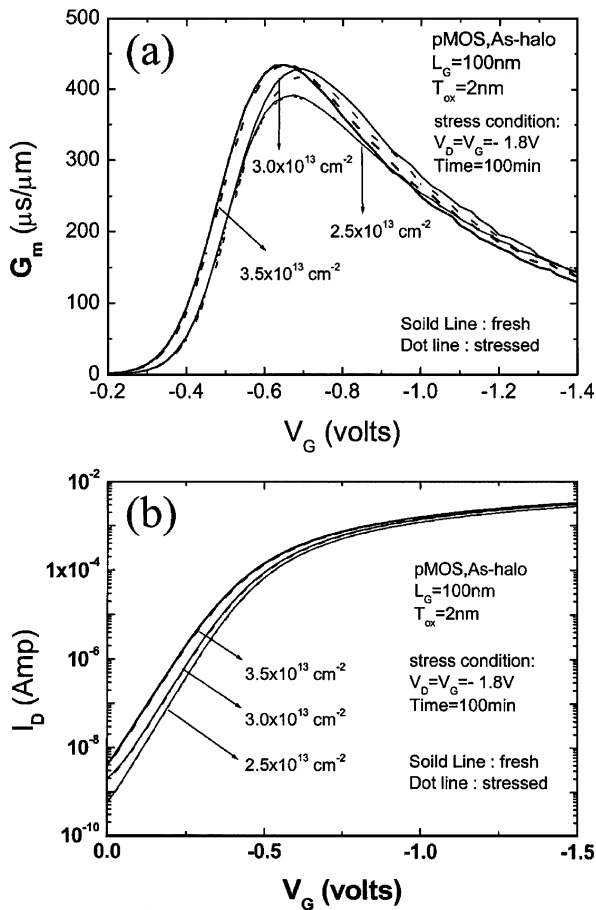 (a)
pMOS,As-halo
L_G=100nm
T_ox=2nm
stress condition:
V_D=V_G=- 1.8V
Time=100min
3.0x10^13 cm^-2
2.5x10^13 cm^-2
3.5x10^13 cm^-2
Soild Line : fresh
Dot line : stressed
G_m (μs/μm)
500
400
300
200
100
0
-0.2 -0.4 -0.6 -0.8 -1.0 -1.2 -1.4
V_G (volts)
(b)
pMOS,As-halo
L_G=100nm
T_ox=2nm
3.5x10^13 cm^-2
stress condition:
V_D=V_G=- 1.8V
Time=100min
3.0x10^13 cm^-2
2.5x10^13 cm^-2
Soild Line : fresh
Dot line : stressed
I_D (Amp)
10^-2
1x10^-4
10^-6
10^-8
10^-10
0.0 -0.5 -1.0 -1.5
V_G (volts)